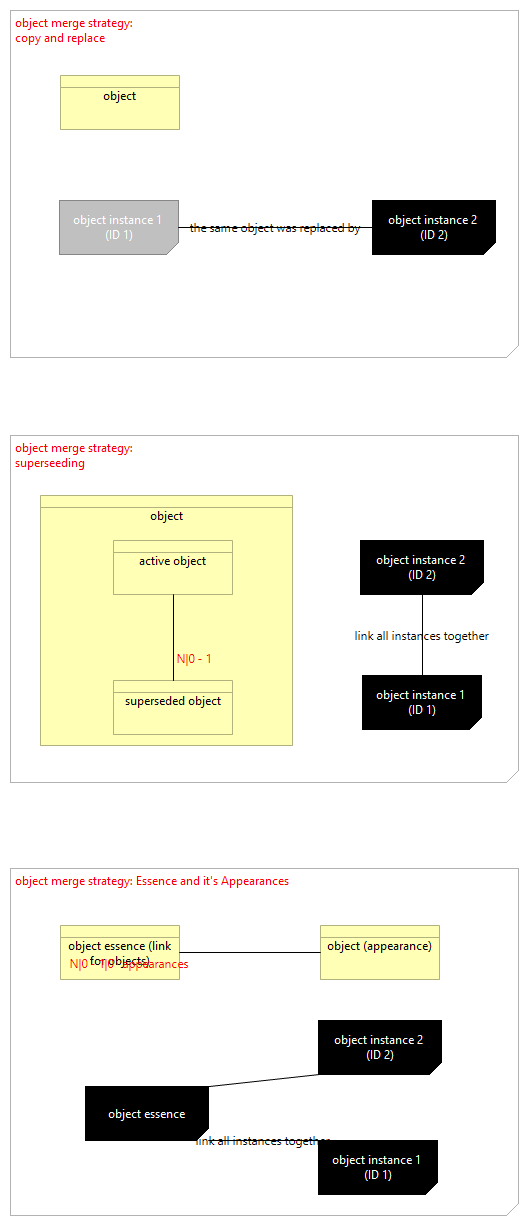 object merge strategy:
copy and replace
object
object instance 1
(ID 1)
the same object was replaced by
object instance 2
(ID 2)
object merge strategy:
superseeding
object
active object
N|0 - 1
superseded object
object instance 2
(ID 2)
link all instances together
object instance 1
(ID 1)
object merge strategy: Essence and it's Appearances
object essence (link
for objects)
N|0 - 1|0 appearances
object (appearance)
object instance 2
(ID 2)
object essence
link all instances together
object instance 1
(ID 1)